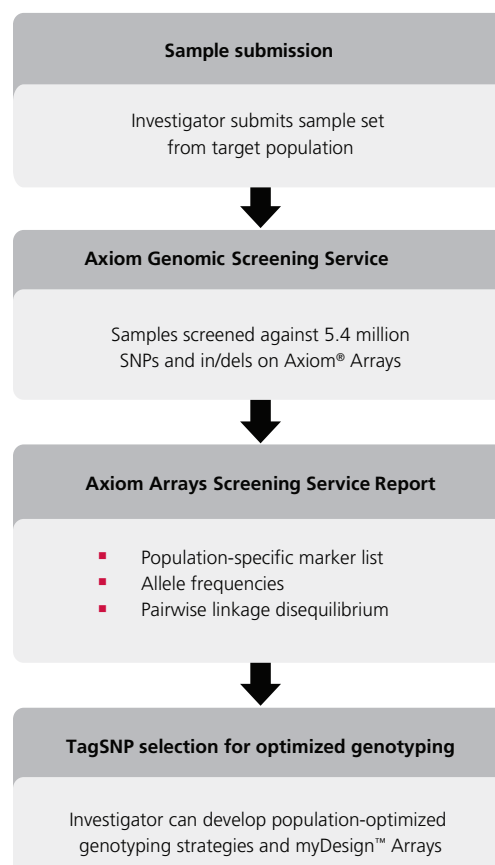 Sample submission
Investigator submits sample set
from target population
Axiom Genomic Screening Service
Samples screened against 5.4 million
SNPs and in/dels on Axiom® Arrays
Axiom Arrays Screening Service Report
▪ Population-specific marker list
▪ Allele frequencies
▪ Pairwise linkage disequilibrium
TagSNP selection for optimized genotyping
Investigator can develop population-optimized
genotyping strategies and myDesign™ Arrays